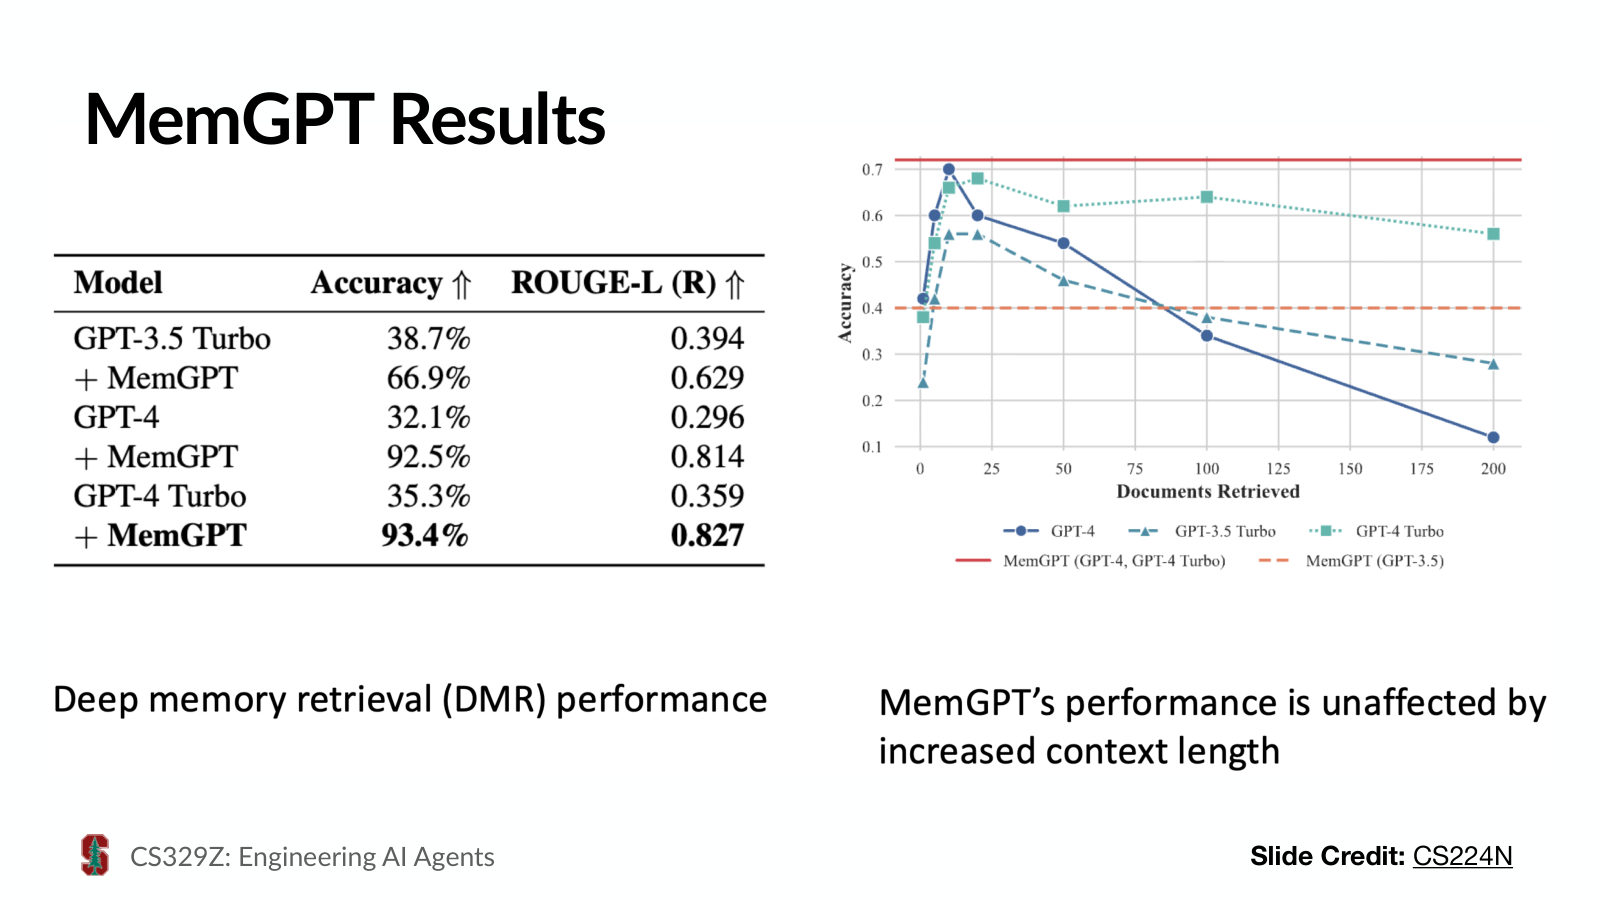 MemGPT Results
Model Accuracy ⇑ ROUGE-L (R) ⇑
GPT-3.5 Turbo 38.7% 0.394
+ MemGPT 66.9% 0.629
GPT-4 32.1% 0.296
+ MemGPT 92.5% 0.814
GPT-4 Turbo 35.3% 0.359
+ MemGPT 93.4% 0.827
Deep memory retrieval (DMR) performance
0.7
0.6
0.5
0.4
0.3
0.2
0.1
Accuracy
0 25 50 75 100 125 150 175 200
Documents Retrieved
GPT-4 GPT-3.5 Turbo GPT-4 Turbo
MemGPT (GPT-4, GPT-4 Turbo) MemGPT (GPT-3.5)
MemGPT’s performance is unaffected by
increased context length
CS329Z: Engineering AI Agents
Slide Credit: CS224N